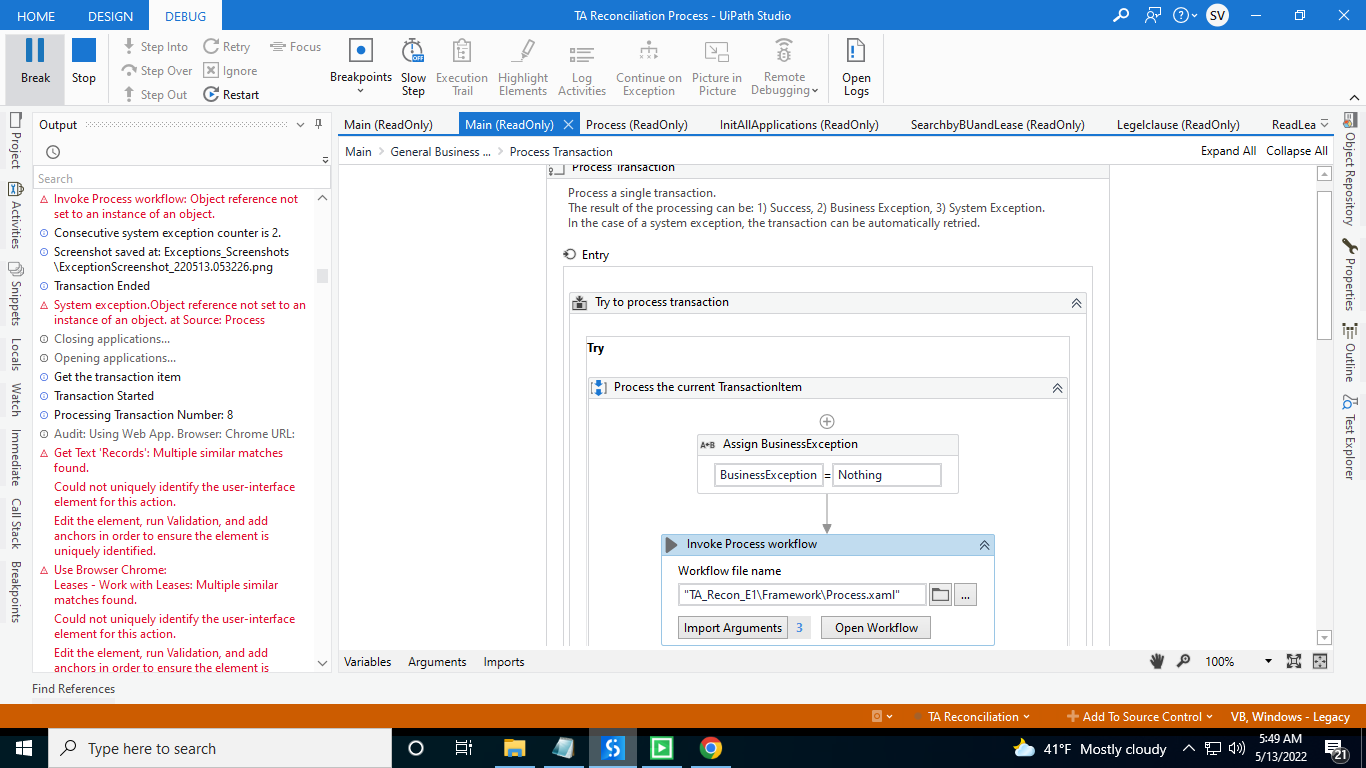 TA Reconciliation Process - UiPath Studio
HOME
DESIGN
DEBUG
SV
Break
Stop
Step Into
Step Over
Step Out
Retry
Ignore
Restart
Focus
Breakpoints
Slow
Step
OFF
Execution
Trail
Highlight
Elements
Log
Activities
Continue on
Exception
Picture in
Picture
Remote
Debugging
Open
Logs
Project
Activities
Snippets
Locals
Watch
Immediate
Call Stack
Breakpoints
Output
Search
Invoke Process workflow: Object reference not
set to an instance of an object.
Consecutive system exception counter is 2.
Screenshot saved at: Exceptions_Screenshots
\ExceptionScreenshot_220513.053226.png
Transaction Ended
System exception.Object reference not set to an
instance of an object. at Source: Process
Closing applications...
Opening applications...
Get the transaction item
Transaction Started
Processing Transaction Number: 8
Audit: Using Web App. Browser: Chrome URL:
Get Text 'Records': Multiple similar matches
found.
Could not uniquely identify the user-interface
element for this action.
Edit the element, run Validation, and add
anchors in order to ensure the element is
uniquely identified.
Use Browser Chrome:
Leases - Work with Leases: Multiple similar
matches found.
Could not uniquely identify the user-interface
element for this action.
Edit the element, run Validation, and add
anchors in order to ensure the element is
Find References
Main (ReadOnly)
Main (ReadOnly)
Process (ReadOnly)
InitAllApplications (ReadOnly)
SearchbyBUandLease (ReadOnly)
Legelclause (ReadOnly)
ReadLea
Main
General Business ...
Process Transaction
Expand All
Collapse All
Process Transaction
Process a single transaction.
The result of the processing can be: 1) Success, 2) Business Exception, 3) System Exception.
In the case of a system exception, the transaction can be automatically retried.
Entry
Try to process transaction
Try
Process the current TransactionItem
A+B Assign BusinessException
BusinessException = Nothing
Invoke Process workflow
Workflow file name
"TA_Recon_E1\Framework\Process.xaml"
...
Import Arguments 3
Open Workflow
Variables
Arguments
Imports
100%
Object Repository
Properties
Outline
Test Explorer
TA Reconciliation
Add To Source Control
VB, Windows - Legacy
Type here to search
41°F Mostly cloudy
5:49 AM
5/13/2022
21